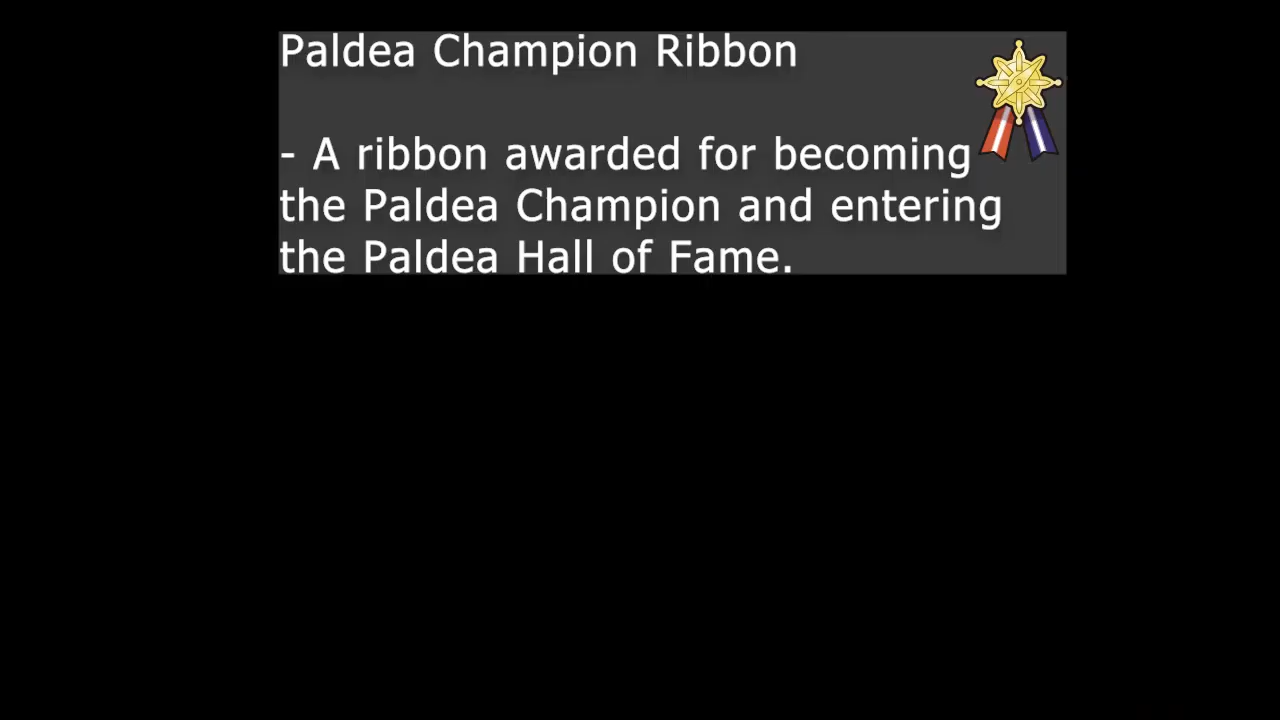 Paldea Champion Ribbon
- A ribbon awarded for becoming
the Paldea Champion and entering
the Paldea Hall of Fame.